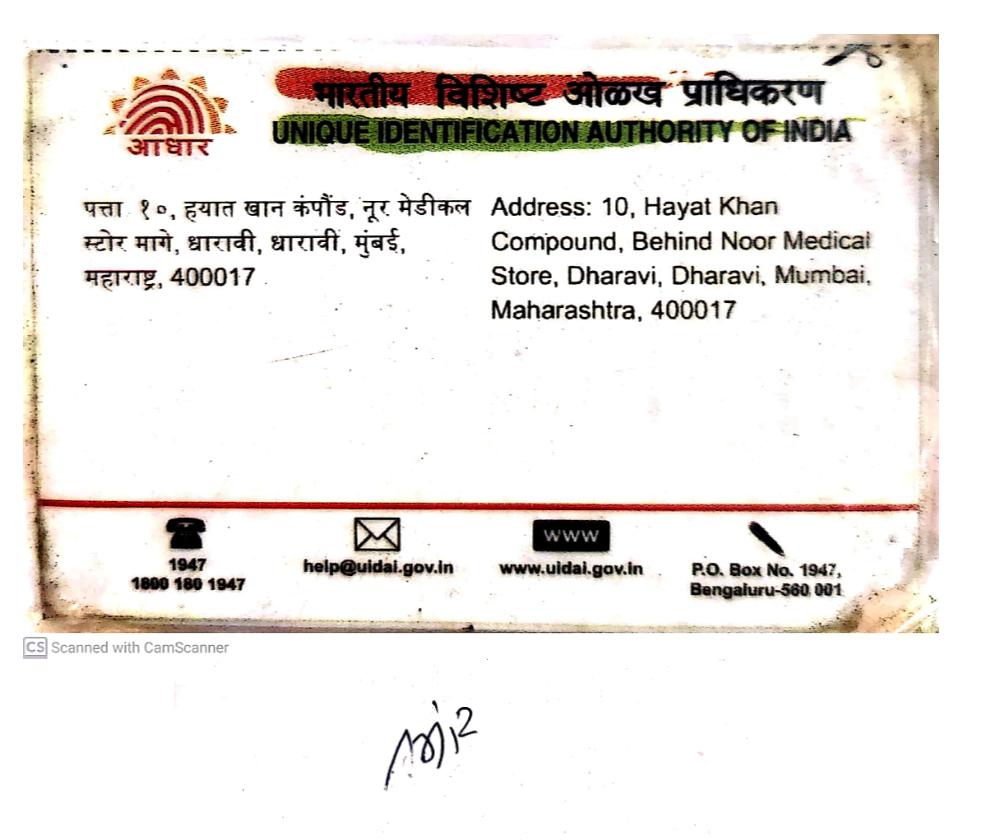 आधार
भारतीय विशिष्ट ओळख प्राधिकरण
UNIQUE IDENTIFICATION AUTHORITY OF INDIA
पत्ता १०, हयात खान कंपौंड, नूर मेडीकल
स्टोर मागे, धारावी, धारावी, मुंबई,
महाराष्ट्र, 400017
Address: 10, Hayat Khan
Compound, Behind Noor Medical
Store, Dharavi, Dharavi, Mumbai,
Maharashtra, 400017
1947
1800 180 1947
help@uidai.gov.in
WWW
www.uidai.gov.in
P.O. Box No. 1947,
Bengaluru-560 001
CS Scanned with CamScanner